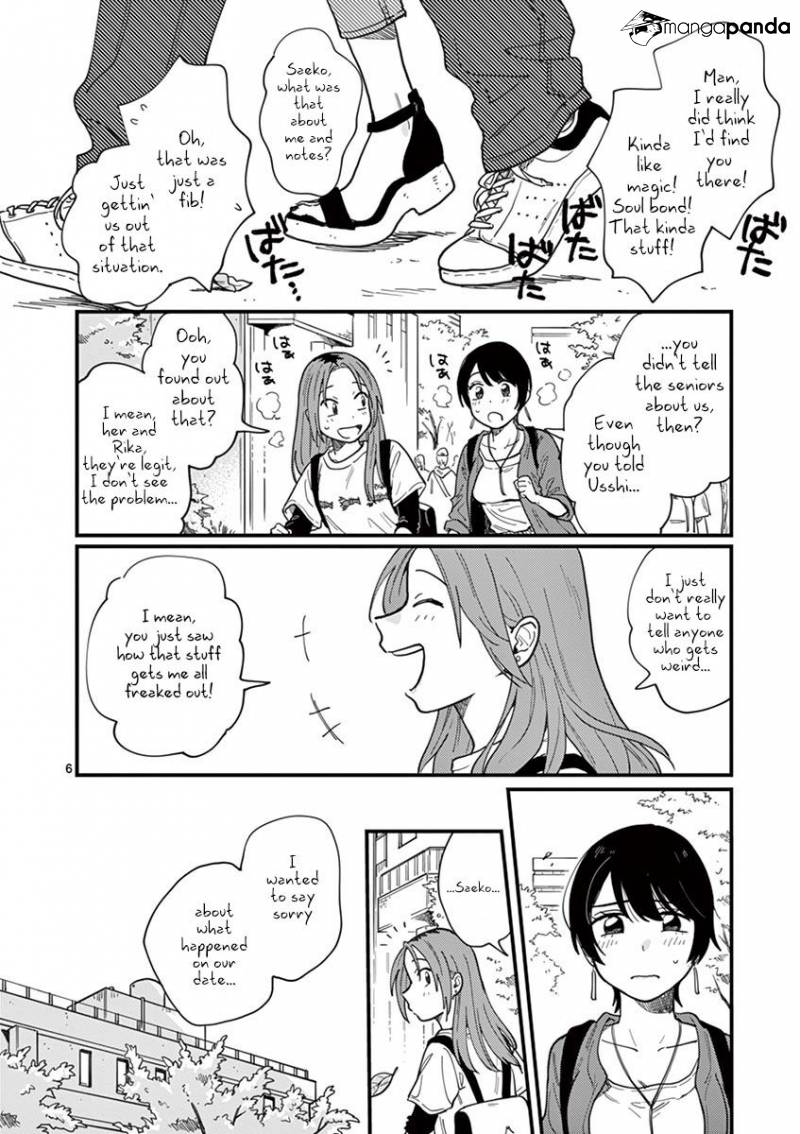 mangapanda
Man,
I really
did think
I'd find
you
there!
Kinda
like
magic!
Soul bond!
That kinda
stuff!
ばた
ばた
ばた…
Saeko,
what was
that
about
me and
notes?
Oh,
that was
just a
fib!
Just
gettin'
us out
of that
situation.
...you
didn't tell
the seniors
about us,
then?
Even
though
you told
Usshi...
はぁ
はぁ
はぁ
はぁ
Ooh,
you
found out
about
that?
I mean,
her and
Rika,
they're legit,
I don't see
the problem...
I just
don't really
want to
tell anyone
who gets
weird...
I mean,
you just saw
how that stuff
gets me all
freaked out!
6
...Saeko...
I
wanted
to say
sorry
about
what
happened
on our
date...